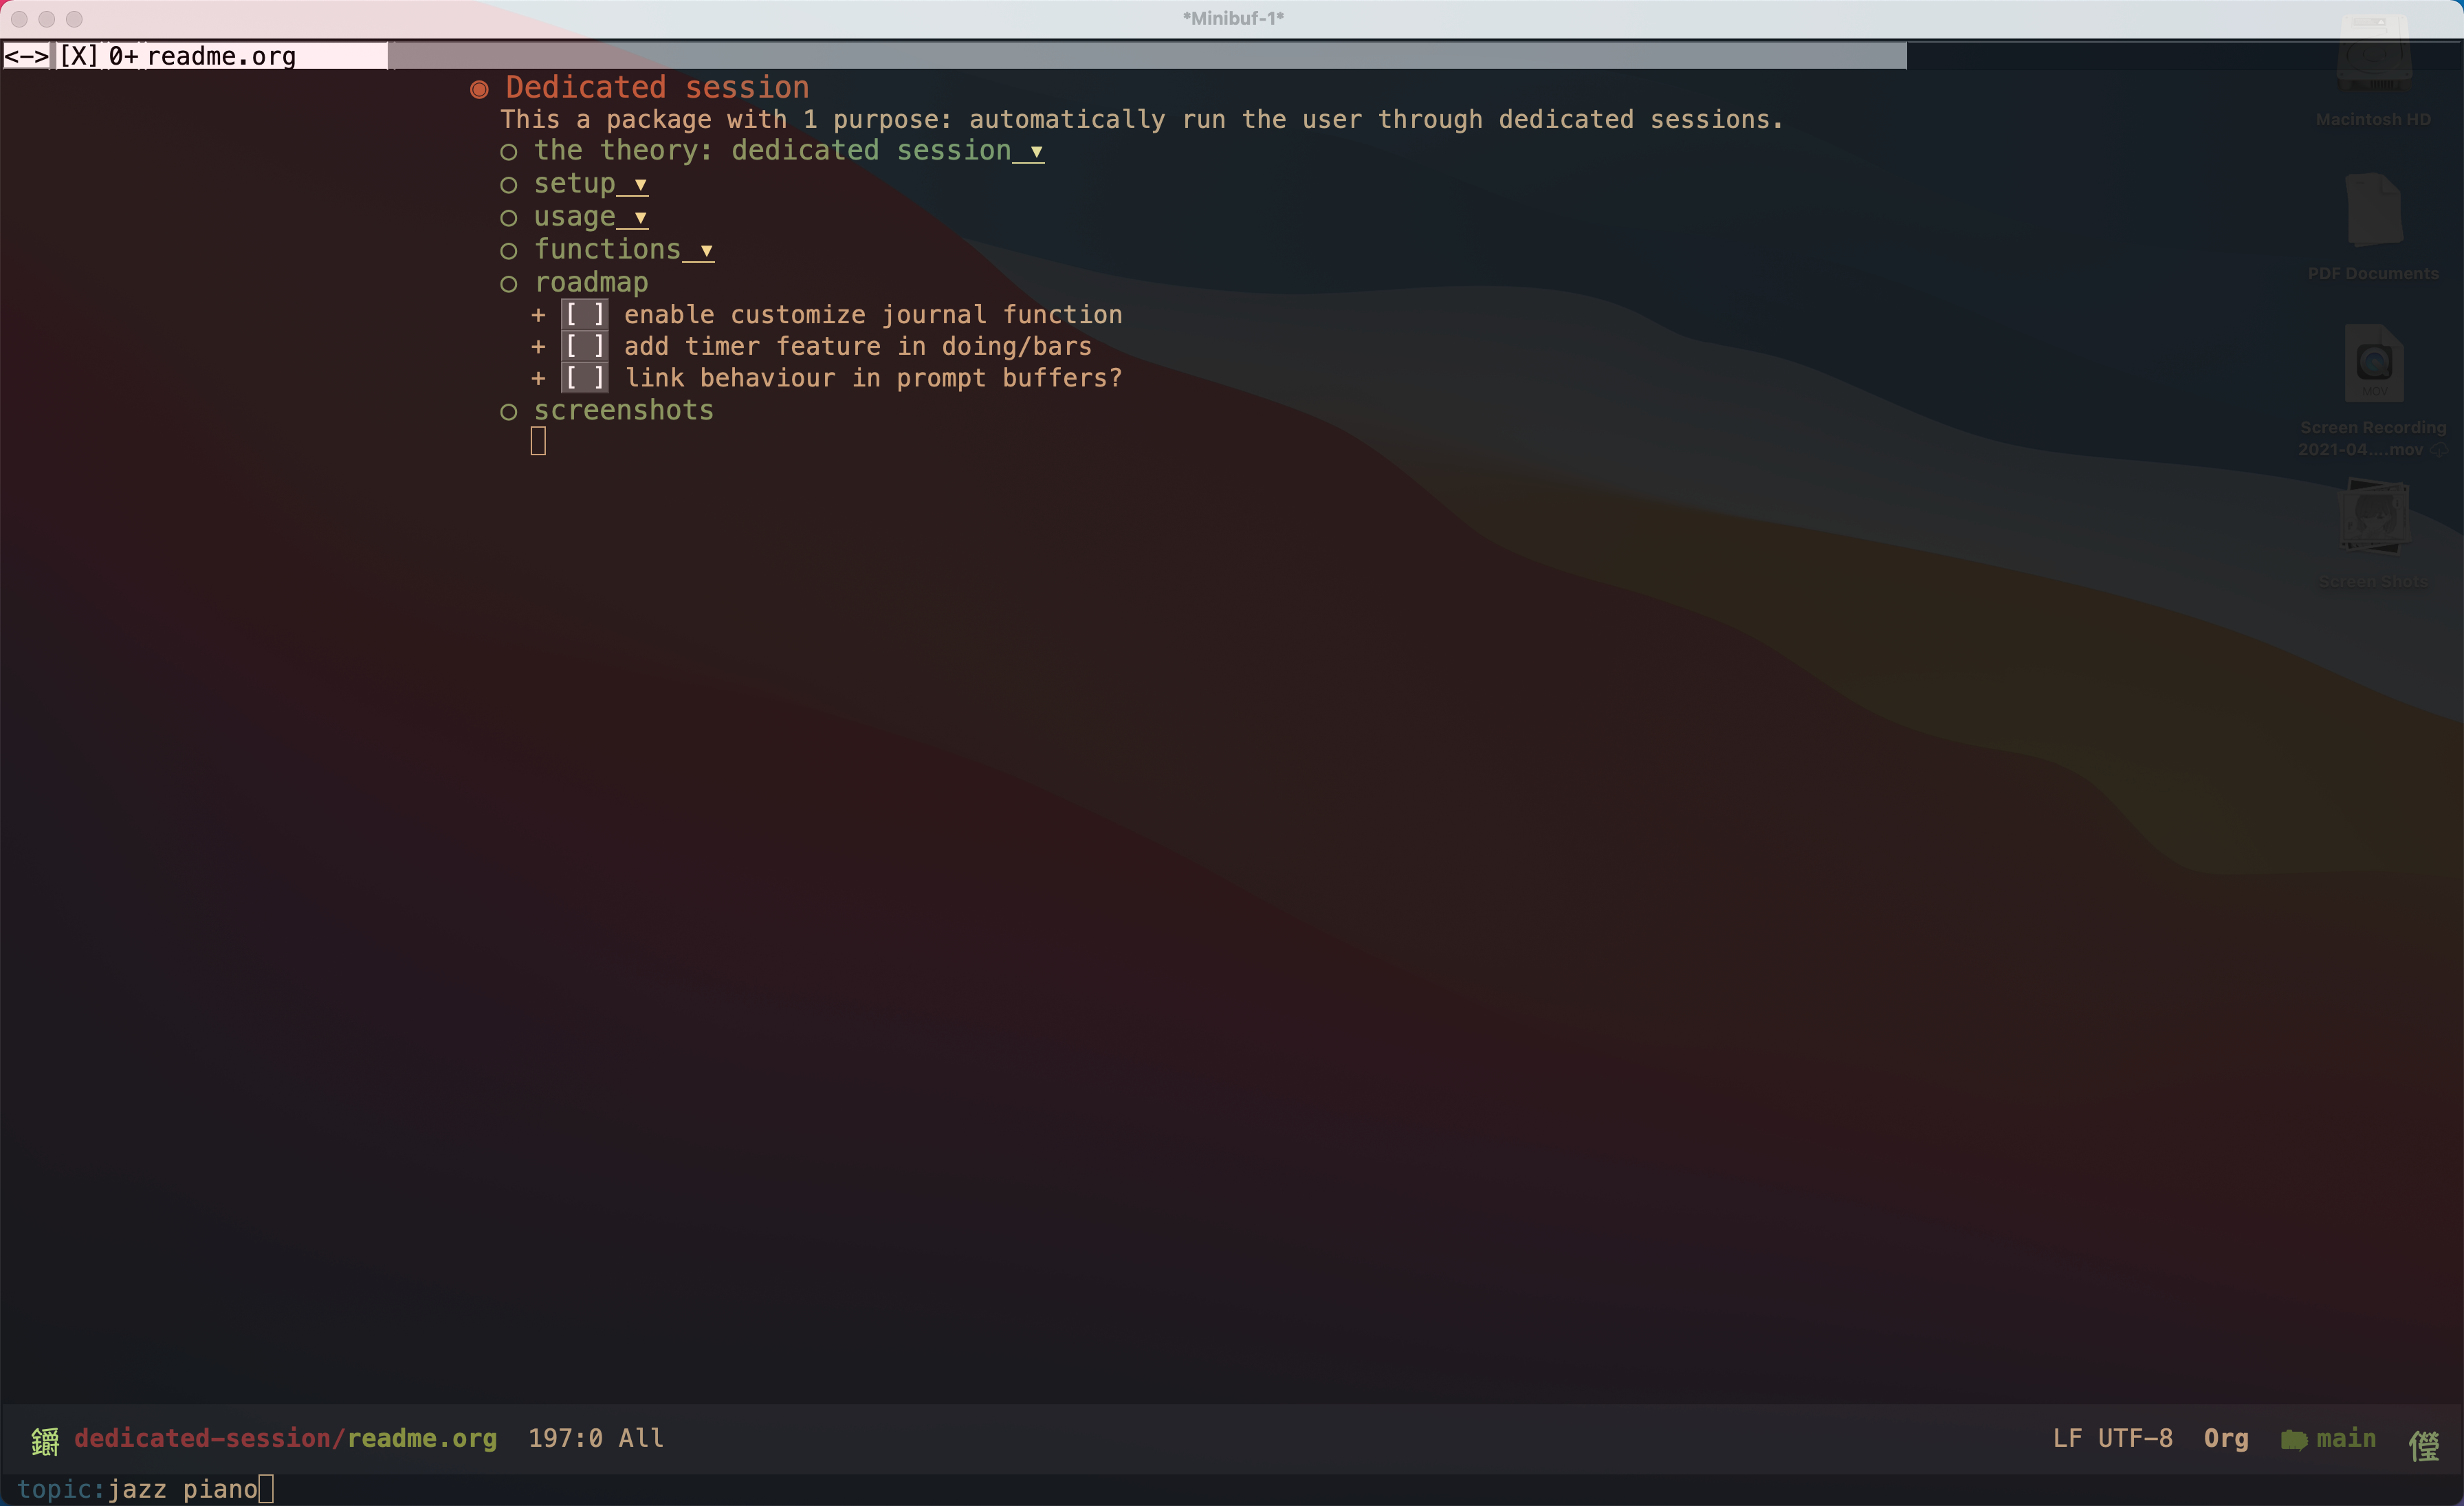 *Minibuf-1*
<-> [X] 0+ readme.org
Dedicated session
This a package with 1 purpose: automatically run the user through dedicated sessions.
the theory: dedicated session ▼
setup ▼
usage ▼
functions ▼
roadmap
+ [ ] enable customize journal function
+ [ ] add timer feature in doing/bars
+ [ ] link behaviour in prompt buffers?
screenshots
Macintosh HD
PDF Documents
MOV
Screen Recording
2021-04....mov
Screen Shots
dedicated-session/readme.org 197:0 All LF UTF-8 Org main
topic:jazz piano